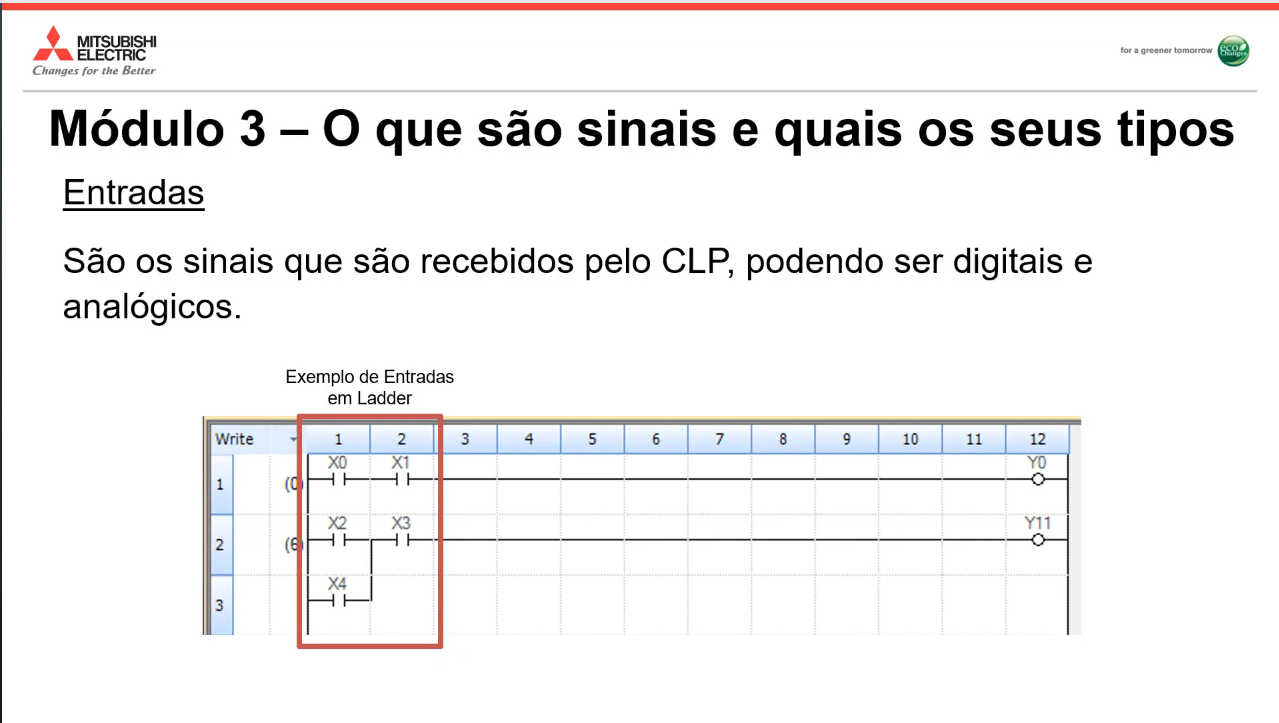 MITSUBISHI
ELECTRIC
Changes for the Better
for a greener tomorrow
eco
Changes
Módulo 3 – O que são sinais e quais os seus tipos
Entradas
São os sinais que são recebidos pelo CLP, podendo ser digitais e
analógicos.
Exemplo de Entradas
em Ladder
Write 1 2 3 4 5 6 7 8 9 10 11 12
X0 X1 Y0
1 (0)
X2 X3 Y11
2 (6)
X4
3